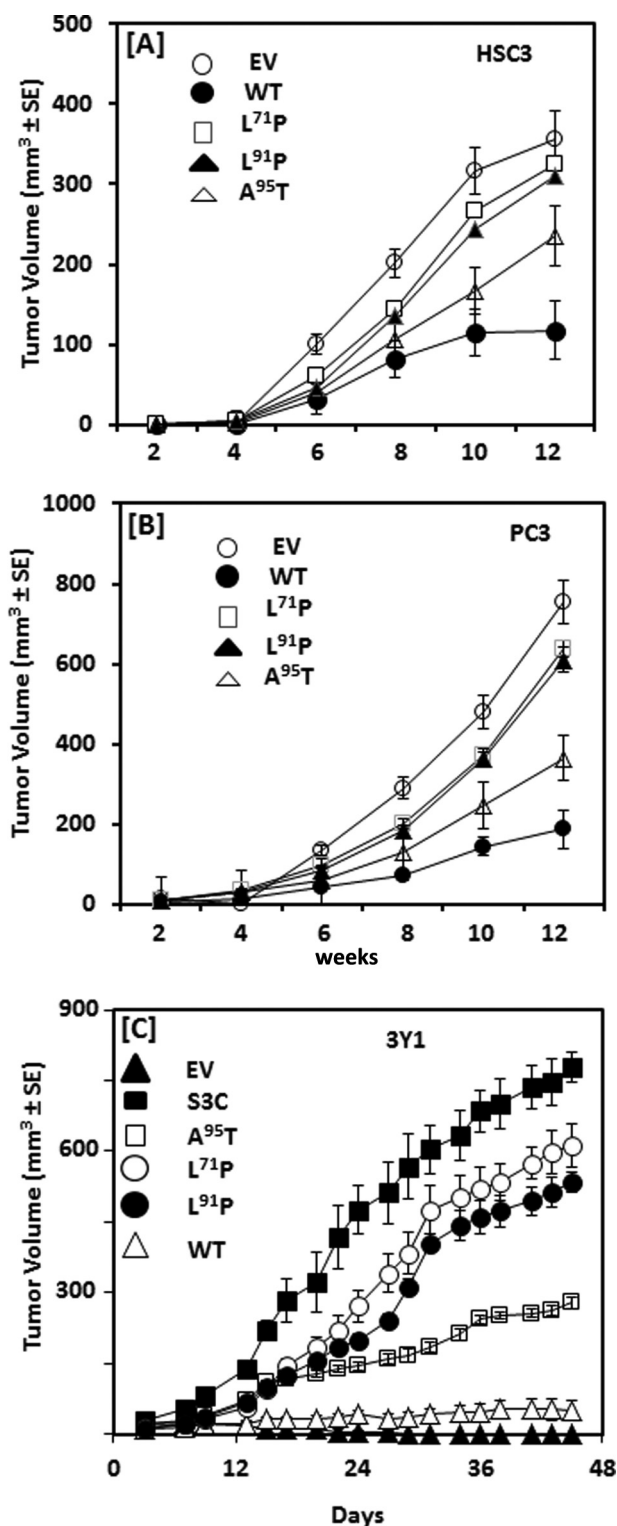 [A]
HSC3
EV
WT
L⁷¹P
L⁹¹P
A⁹⁵T
Tumor Volume (mm³ ± SE)
500
400
300
200
100
0
2 4 6 8 10 12
[B]
PC3
EV
WT
L⁷¹P
L⁹¹P
A⁹⁵T
Tumor Volume (mm³ ± SE)
1000
800
600
400
200
0
2 4 6 8 10 12
weeks
[C]
3Y1
EV
S3C
A⁹⁵T
L⁷¹P
L⁹¹P
WT
Tumor Volume (mm³ ± SE)
900
600
300
0 12 24 36 48
Days